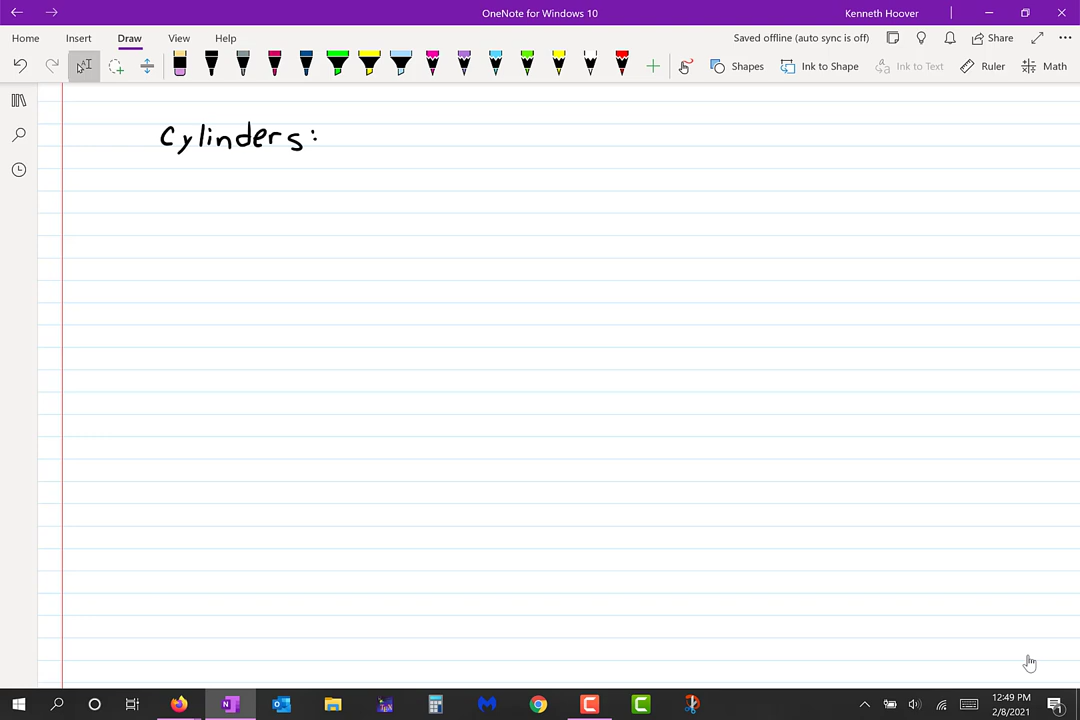 OneNote for Windows 10
Kenneth Hoover
Home Insert Draw View Help
Saved offline (auto sync is off)
Share
Shapes
Ink to Shape
Ink to Text
Ruler
Math
Cylinders:
12:49 PM
2/8/2021